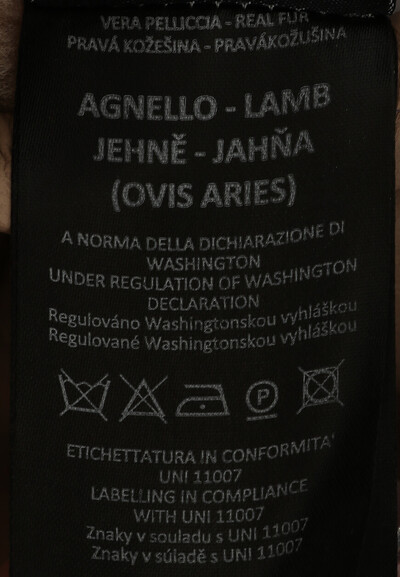 VERA PELLICCIA - REAL FUR
PRAVÁ KOŽEŠINA - PRAVÁKOŽUŠINA
AGNELLO - LAMB
JEHNĚ - JAHŇA
(OVIS ARIES)
A NORMA DELLA DICHIARAZIONE DI
WASHINGTON
UNDER REGULATION OF WASHINGTON
DECLARATION
Regulováno Washingtonskou vyhláškou
Regulované Washingtonskou vyhláškou
P
ETICHETTATURA IN CONFORMITA'
UNI 11007
LABELLING IN COMPLIANCE
WITH UNI 11007
Znaky v souladu s UNI 11007
Znaky v súiadě s UNI 11007